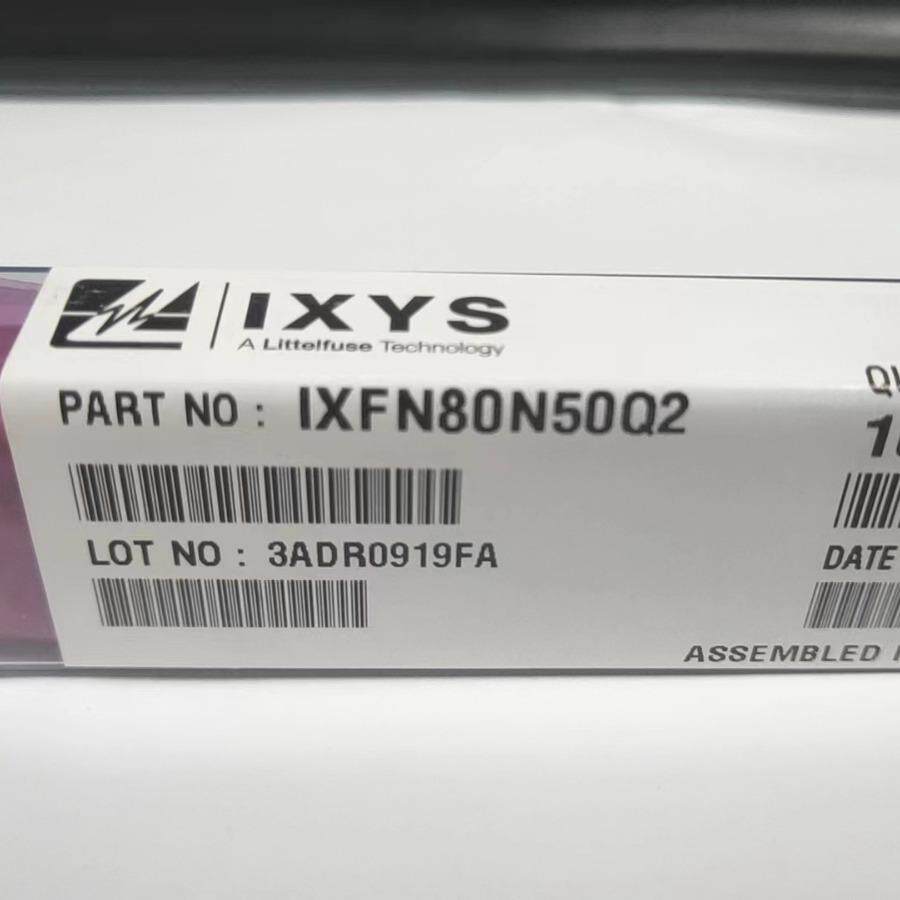 IXYS
A Littelfuse Technology
PART NO : IXFN80N50Q2
LOT NO : 3ADR0919FA
DATE
ASSEMBLED